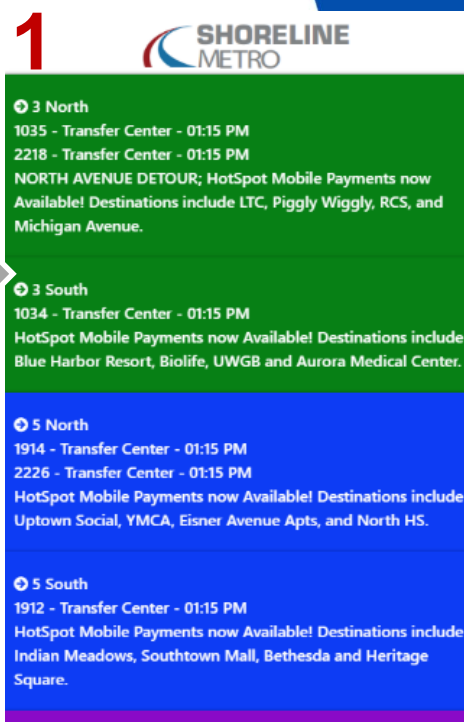 1
SHORELINE
METRO
3 North
1035 - Transfer Center - 01:15 PM
2218 - Transfer Center - 01:15 PM
NORTH AVENUE DETOUR; HotSpot Mobile Payments now
Available! Destinations include LTC, Piggly Wiggly, RCS, and
Michigan Avenue.
3 South
1034 - Transfer Center - 01:15 PM
HotSpot Mobile Payments now Available! Destinations include
Blue Harbor Resort, Biolife, UWGB and Aurora Medical Center.
5 North
1914 - Transfer Center - 01:15 PM
2226 - Transfer Center - 01:15 PM
HotSpot Mobile Payments now Available! Destinations include
Uptown Social, YMCA, Eisner Avenue Apts, and North HS.
5 South
1912 - Transfer Center - 01:15 PM
HotSpot Mobile Payments now Available! Destinations include
Indian Meadows, Southtown Mall, Bethesda and Heritage
Square.